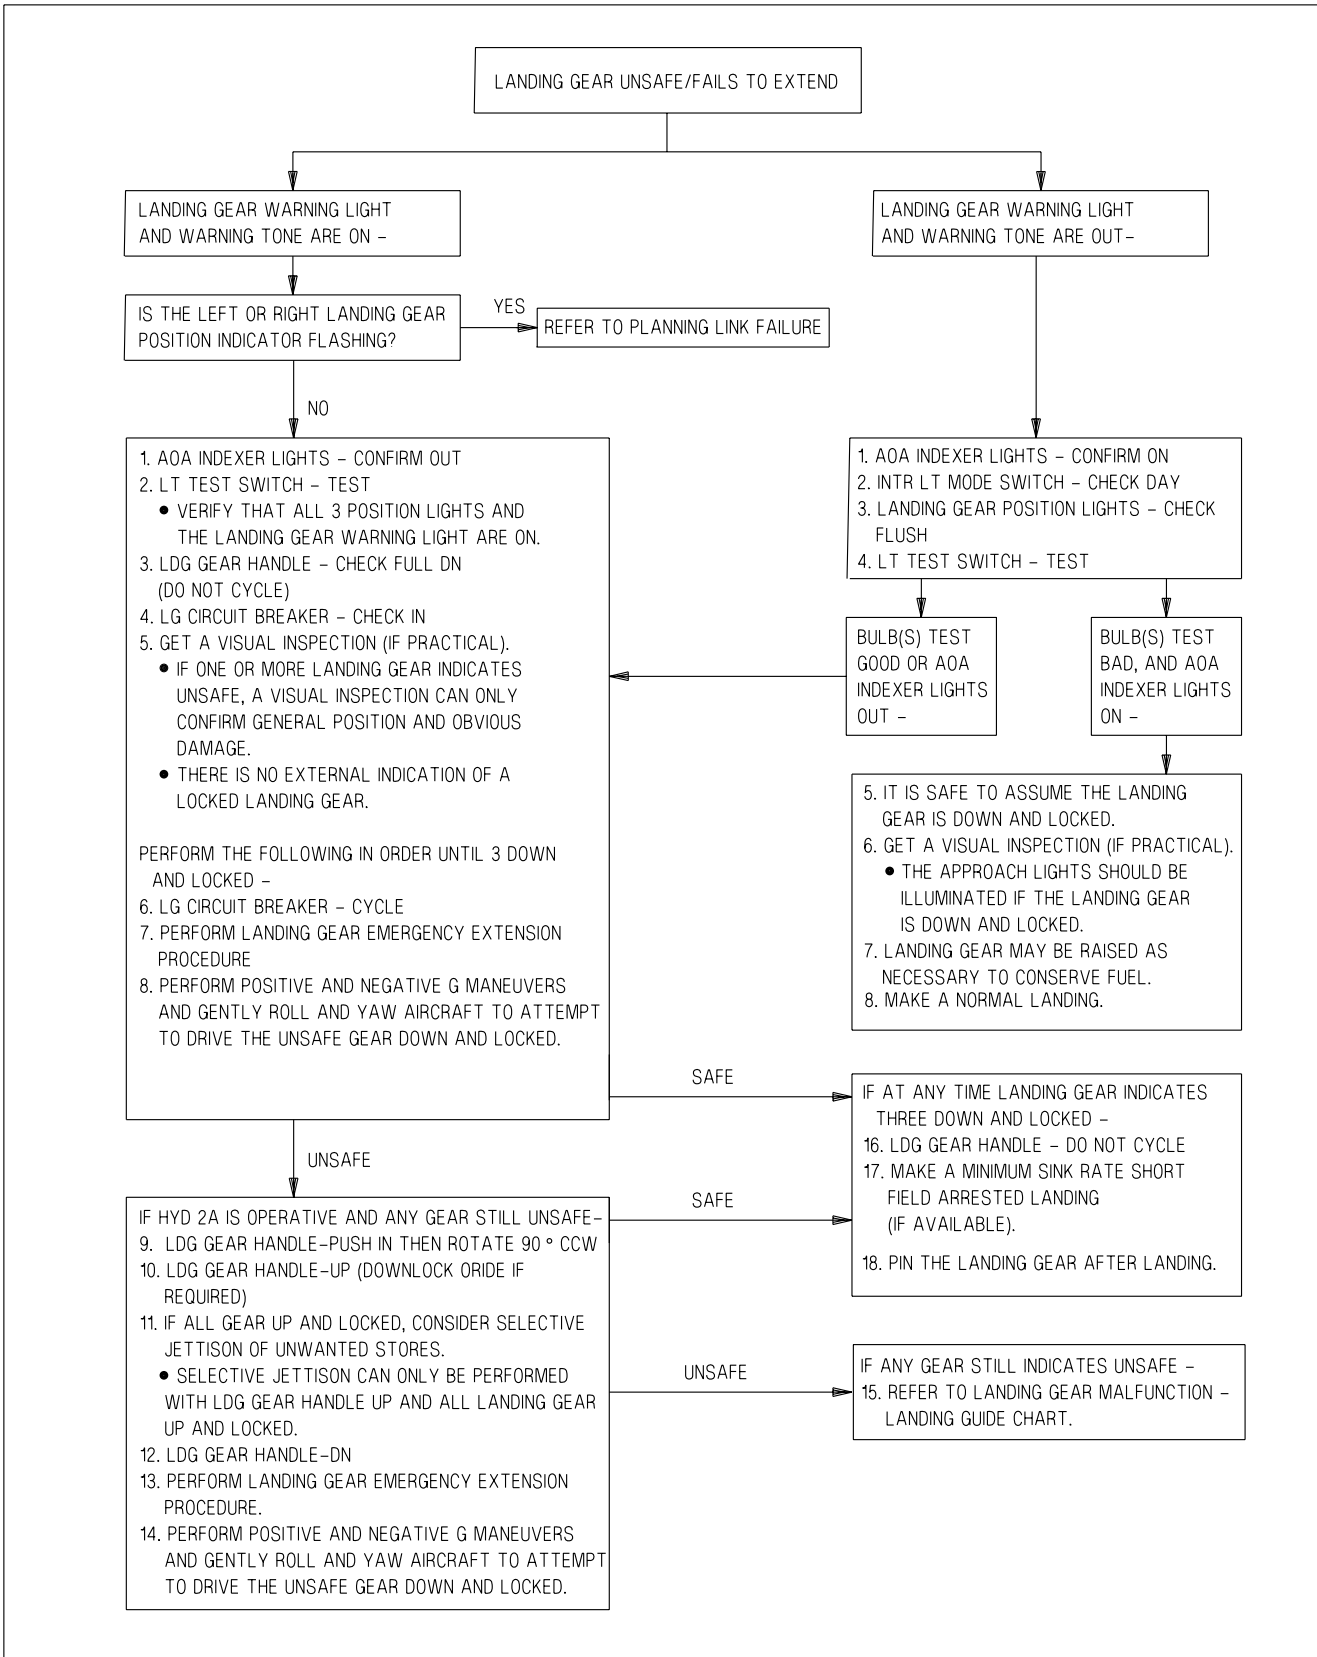 LANDING GEAR UNSAFE/FAILS TO EXTEND
LANDING GEAR WARNING LIGHT
AND WARNING TONE ARE ON –
IS THE LEFT OR RIGHT LANDING GEAR
POSITION INDICATOR FLASHING?
YES
REFER TO PLANNING LINK FAILURE
NO
1. AOA INDEXER LIGHTS – CONFIRM OUT
2. LT TEST SWITCH – TEST
● VERIFY THAT ALL 3 POSITION LIGHTS AND
THE LANDING GEAR WARNING LIGHT ARE ON.
3. LDG GEAR HANDLE – CHECK FULL DN
(DO NOT CYCLE)
4. LG CIRCUIT BREAKER – CHECK IN
5. GET A VISUAL INSPECTION (IF PRACTICAL).
● IF ONE OR MORE LANDING GEAR INDICATES
UNSAFE, A VISUAL INSPECTION CAN ONLY
CONFIRM GENERAL POSITION AND OBVIOUS
DAMAGE.
● THERE IS NO EXTERNAL INDICATION OF A
LOCKED LANDING GEAR.
PERFORM THE FOLLOWING IN ORDER UNTIL 3 DOWN
AND LOCKED –
6. LG CIRCUIT BREAKER – CYCLE
7. PERFORM LANDING GEAR EMERGENCY EXTENSION
PROCEDURE
8. PERFORM POSITIVE AND NEGATIVE G MANEUVERS
AND GENTLY ROLL AND YAW AIRCRAFT TO ATTEMPT
TO DRIVE THE UNSAFE GEAR DOWN AND LOCKED.
UNSAFE
IF HYD 2A IS OPERATIVE AND ANY GEAR STILL UNSAFE–
9. LDG GEAR HANDLE–PUSH IN THEN ROTATE 90 ° CCW
10. LDG GEAR HANDLE–UP (DOWNLOCK ORIDE IF
REQUIRED)
11. IF ALL GEAR UP AND LOCKED, CONSIDER SELECTIVE
JETTISON OF UNWANTED STORES.
● SELECTIVE JETTISON CAN ONLY BE PERFORMED
WITH LDG GEAR HANDLE UP AND ALL LANDING GEAR
UP AND LOCKED.
12. LDG GEAR HANDLE–DN
13. PERFORM LANDING GEAR EMERGENCY EXTENSION
PROCEDURE.
14. PERFORM POSITIVE AND NEGATIVE G MANEUVERS
AND GENTLY ROLL AND YAW AIRCRAFT TO ATTEMPT
TO DRIVE THE UNSAFE GEAR DOWN AND LOCKED.
LANDING GEAR WARNING LIGHT
AND WARNING TONE ARE OUT–
1. AOA INDEXER LIGHTS – CONFIRM ON
2. INTR LT MODE SWITCH – CHECK DAY
3. LANDING GEAR POSITION LIGHTS – CHECK
FLUSH
4. LT TEST SWITCH – TEST
BULB(S) TEST
GOOD OR AOA
INDEXER LIGHTS
OUT –
BULB(S) TEST
BAD, AND AOA
INDEXER LIGHTS
ON –
5. IT IS SAFE TO ASSUME THE LANDING
GEAR IS DOWN AND LOCKED.
6. GET A VISUAL INSPECTION (IF PRACTICAL).
● THE APPROACH LIGHTS SHOULD BE
ILLUMINATED IF THE LANDING GEAR
IS DOWN AND LOCKED.
7. LANDING GEAR MAY BE RAISED AS
NECESSARY TO CONSERVE FUEL.
8. MAKE A NORMAL LANDING.
SAFE
SAFE
IF AT ANY TIME LANDING GEAR INDICATES
THREE DOWN AND LOCKED –
16. LDG GEAR HANDLE – DO NOT CYCLE
17. MAKE A MINIMUM SINK RATE SHORT
FIELD ARRESTED LANDING
(IF AVAILABLE).
18. PIN THE LANDING GEAR AFTER LANDING.
UNSAFE
IF ANY GEAR STILL INDICATES UNSAFE –
15. REFER TO LANDING GEAR MALFUNCTION –
LANDING GUIDE CHART.